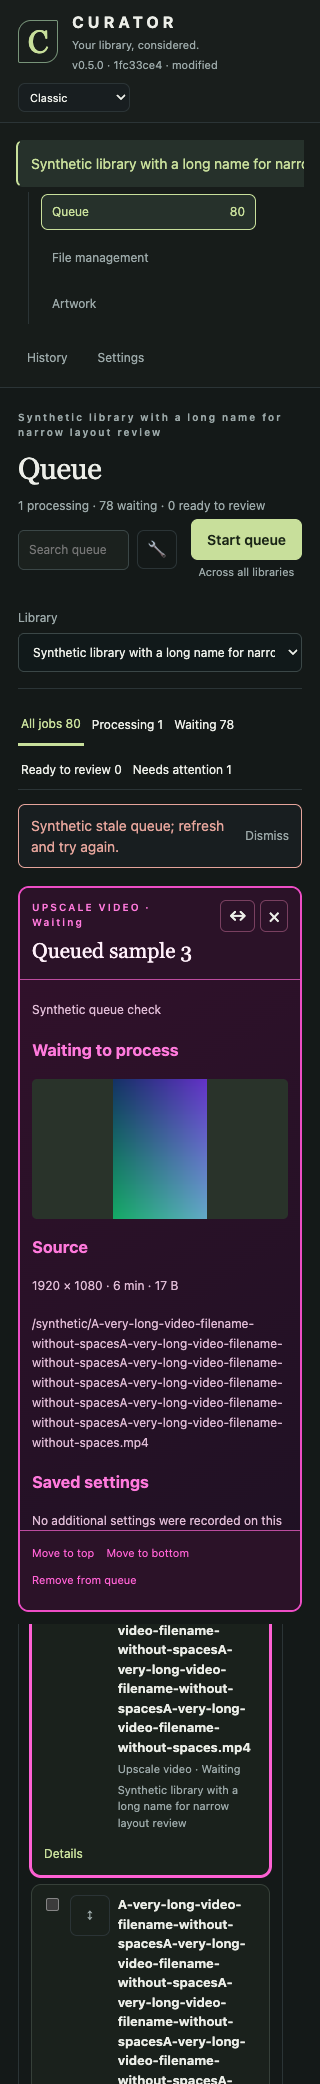 C
CURATOR
Your library, considered.
v0.5.0 · 1fc33ce4 · modified
Classic
Synthetic library with a long name for narro
Queue 80
File management
Artwork
History Settings
Synthetic library with a long name for
narrow layout review
Queue
1 processing · 78 waiting · 0 ready to review
Search queue
Start queue
Across all libraries
Library
Synthetic library with a long name for narro
All jobs 80 Processing 1 Waiting 78
Ready to review 0 Needs attention 1
Synthetic stale queue; refresh
and try again.
Dismiss
UPSCALE VIDEO ·
Waiting
Queued sample 3
Synthetic queue check
Waiting to process
Source
1920 × 1080 · 6 min · 17 B
/synthetic/A-very-long-video-filename-
without-spacesA-very-long-video-filename-
without-spacesA-very-long-video-filename-
without-spacesA-very-long-video-filename-
without-spacesA-very-long-video-filename-
without-spacesA-very-long-video-filename-
without-spaces.mp4
Saved settings
No additional settings were recorded on this
Move to top Move to bottom
Remove from queue
video-filename-
without-spacesA-
very-long-video-
filename-without-
spacesA-very-long-
video-filename-
without-spaces.mp4
Upscale video · Waiting
Synthetic library with a
long name for narrow
layout review
Details
A-very-long-video-
filename-without-
spacesA-very-long-
video-filename-
without-spacesA-
very-long-video-
filename-without-
spacesA-very-long-
video-filename-
without-spacesA-